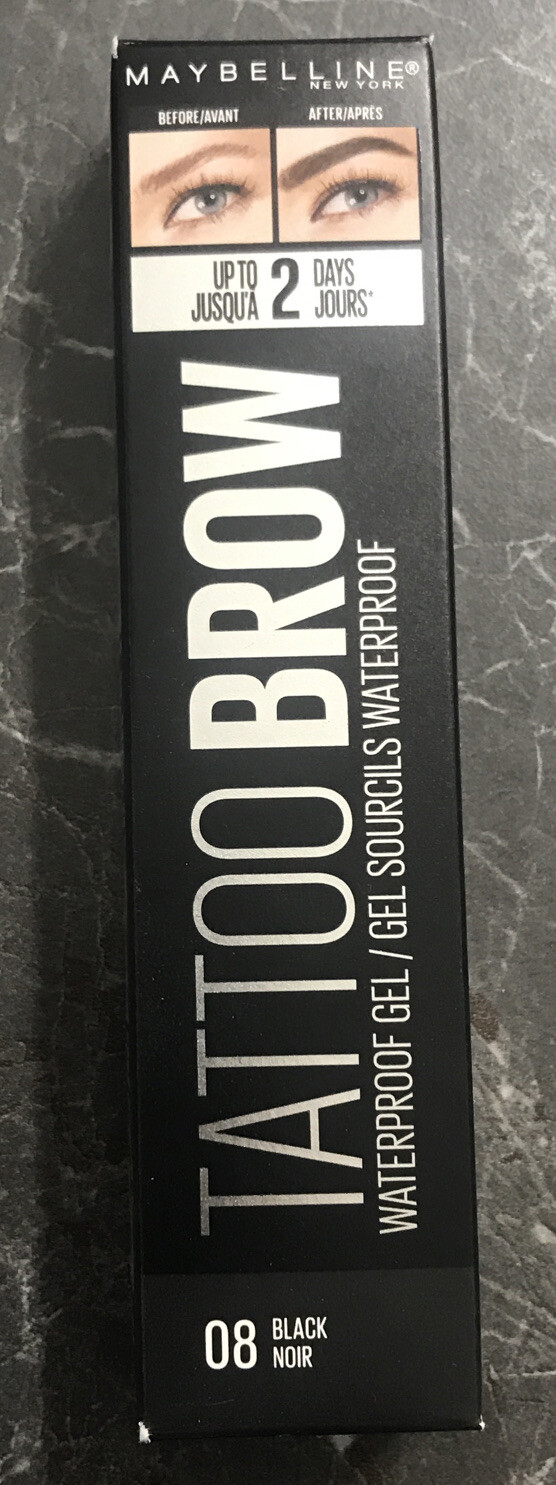 MAYBELLINE®
NEW YORK
BEFORE/AVANT
AFTER/APRÈS
UP TO
JUSQU'À
2
DAYS
JOURS*
TATTOO BROW
WATERPROOF GEL / GEL SOURCILS WATERPROOF
08
BLACK
NOIR